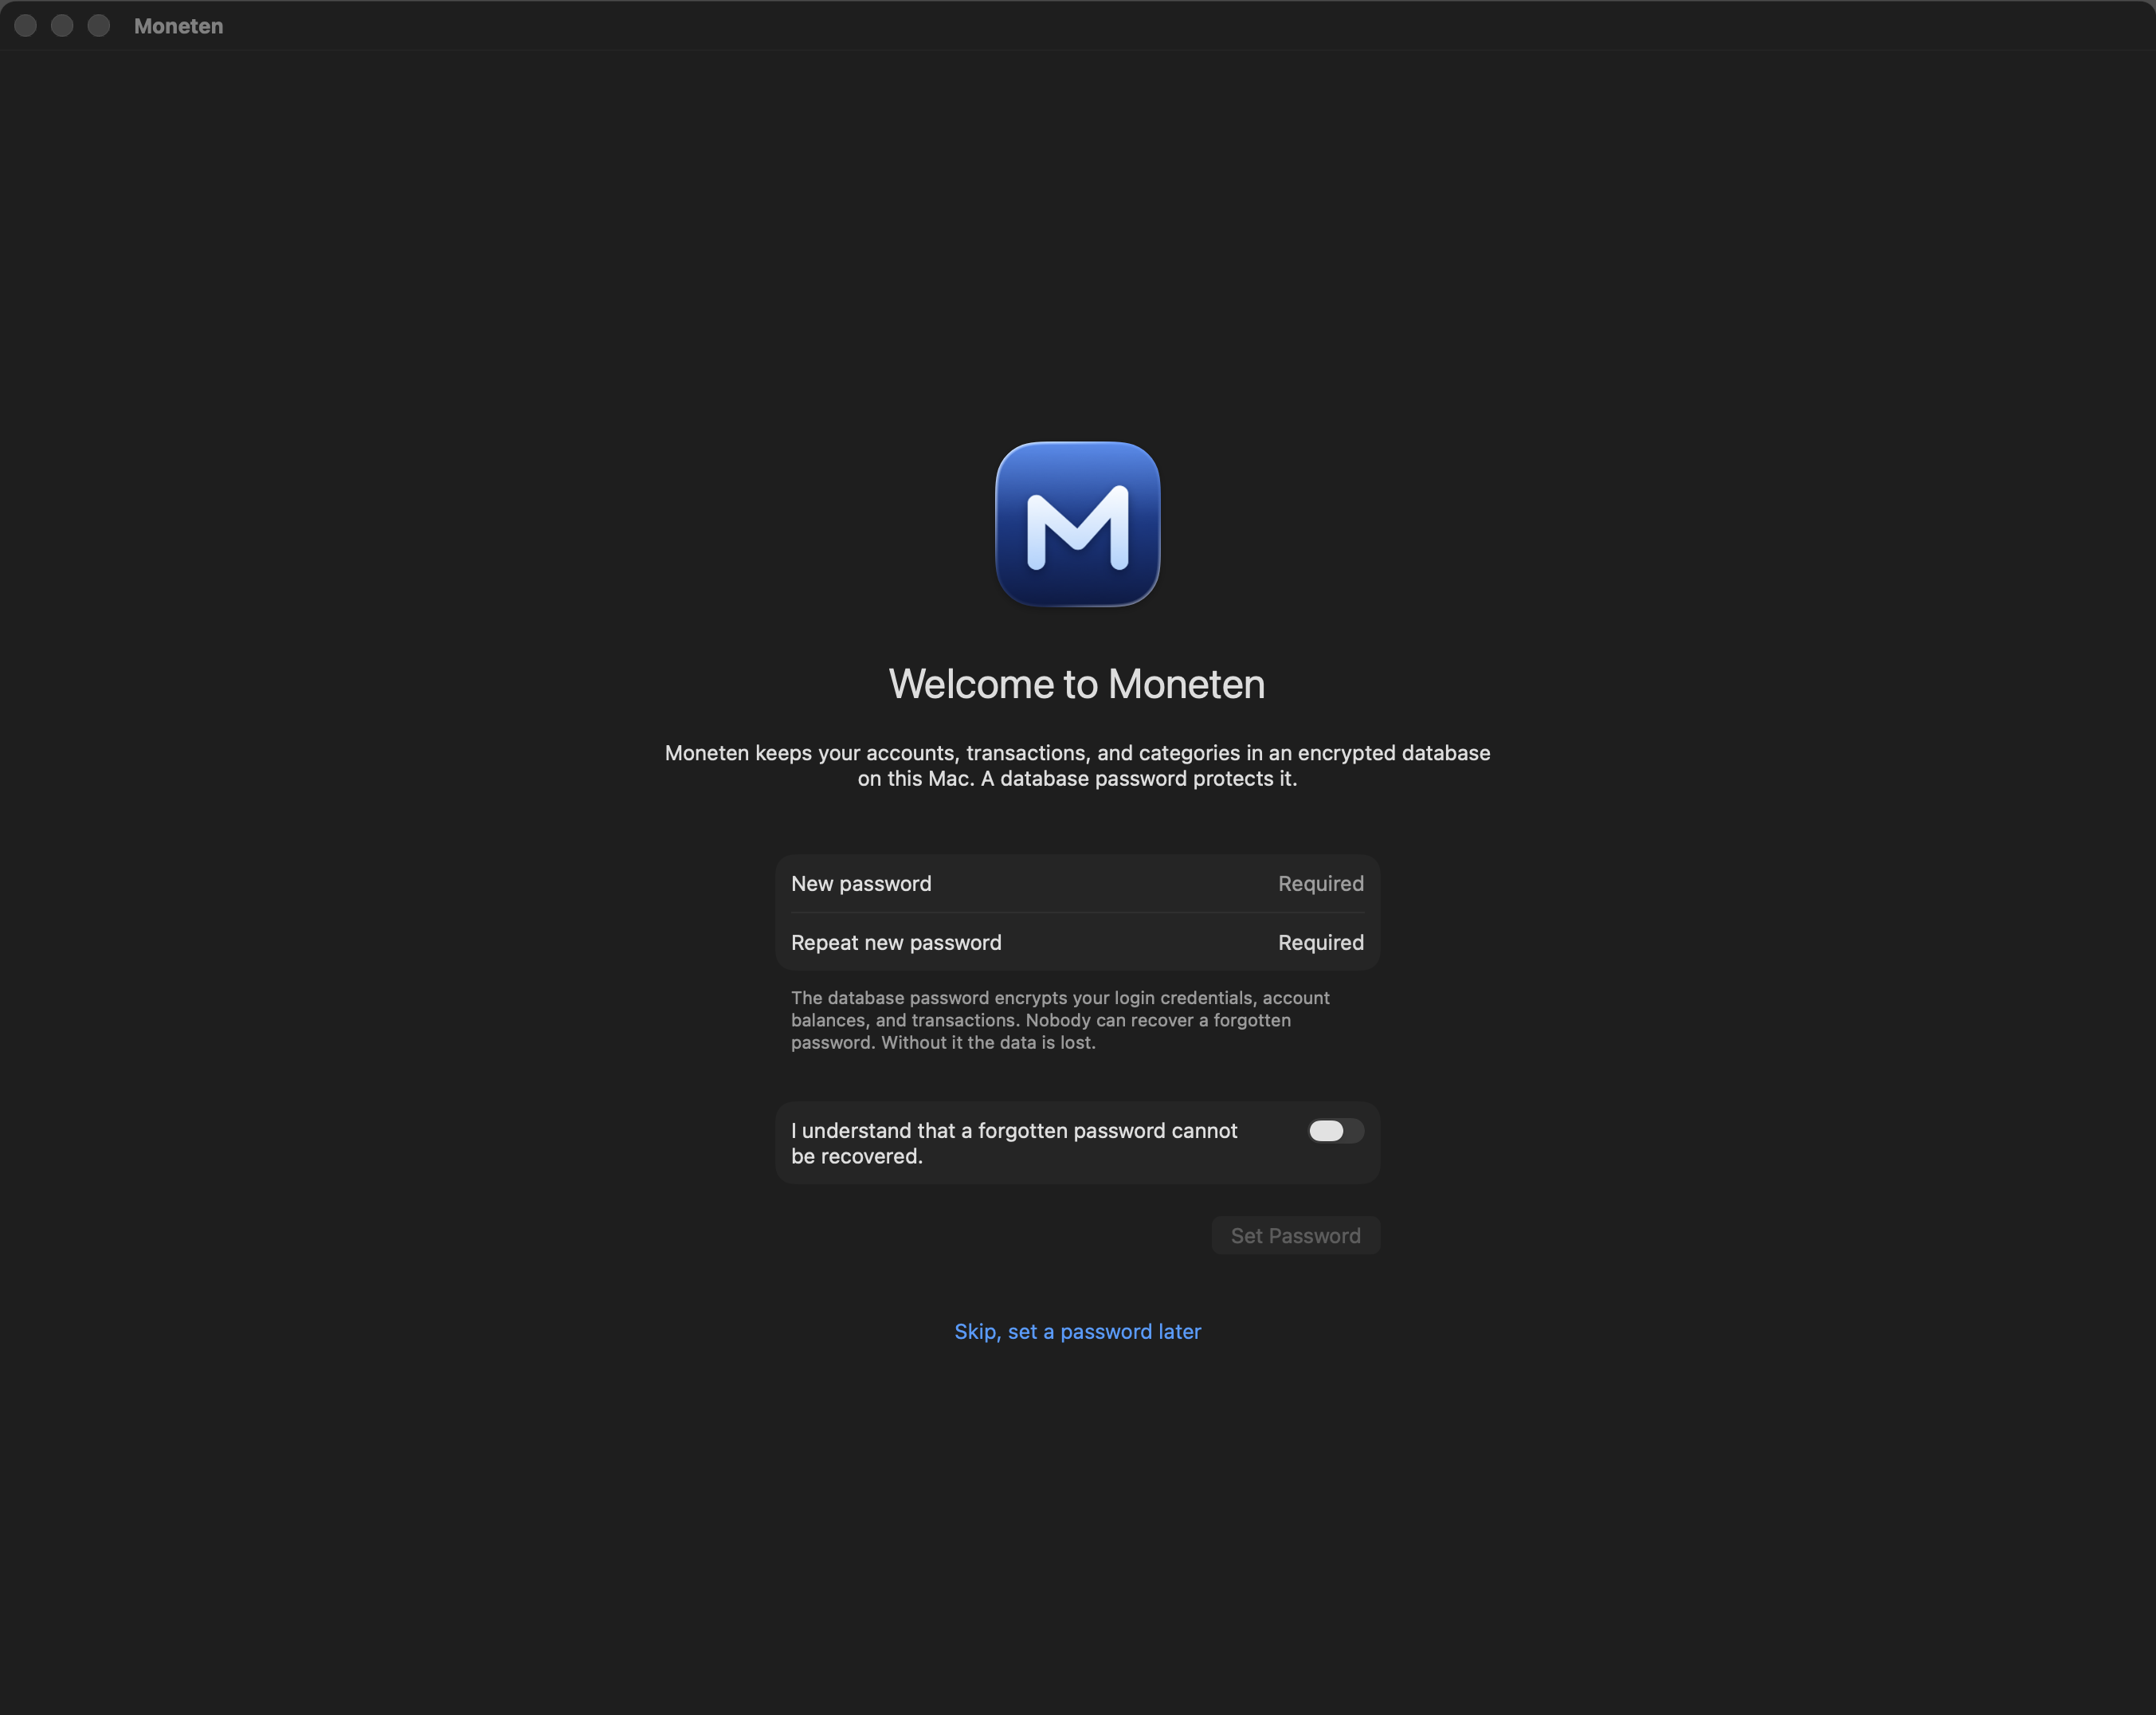 Moneten
M
Welcome to Moneten
Moneten keeps your accounts, transactions, and categories in an encrypted database
on this Mac. A database password protects it.
New password Required
Repeat new password Required
The database password encrypts your login credentials, account
balances, and transactions. Nobody can recover a forgotten
password. Without it the data is lost.
I understand that a forgotten password cannot
be recovered.
Set Password
Skip, set a password later